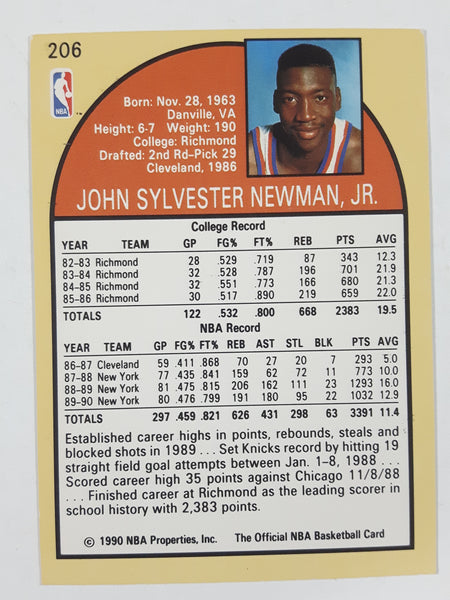 206
NBA
Born: Nov. 28, 1963
Danville, VA
Height: 6-7 Weight: 190
College: Richmond
Drafted: 2nd Rd-Pick 29
Cleveland, 1986
JOHN SYLVESTER NEWMAN, JR.
College Record
YEAR TEAM GP FG% FT% REB PTS AVG
82-83 Richmond 28 .529 .719 87 343 12.3
83-84 Richmond 32 .528 .787 196 701 21.9
84-85 Richmond 32 .551 .773 166 680 21.3
85-86 Richmond 30 .517 .890 219 659 22.0
TOTALS 122 .532 .800 668 2383 19.5
NBA Record
YEAR TEAM GP FG% FT% REB AST STL BLK PTS AVG
86-87 Cleveland 59 .411 .868 70 27 20 7 293 5.0
87-88 New York 77 .435 .841 159 62 72 11 773 10.0
88-89 New York 81 .475 .815 206 162 111 23 1293 16.0
89-90 New York 80 .476 .799 191 180 95 22 1032 12.9
TOTALS 297 .459 .821 626 431 298 63 3391 11.4
Established career highs in points, rebounds, steals and
blocked shots in 1989 . . . Set Knicks record by hitting 19
straight field goal attempts between Jan. 1-8, 1988 . . .
Scored career high 35 points against Chicago 11/8/88
. . . Finished career at Richmond as the leading scorer in
school history with 2,383 points.
© 1990 NBA Properties, Inc. The Official NBA Basketball Card